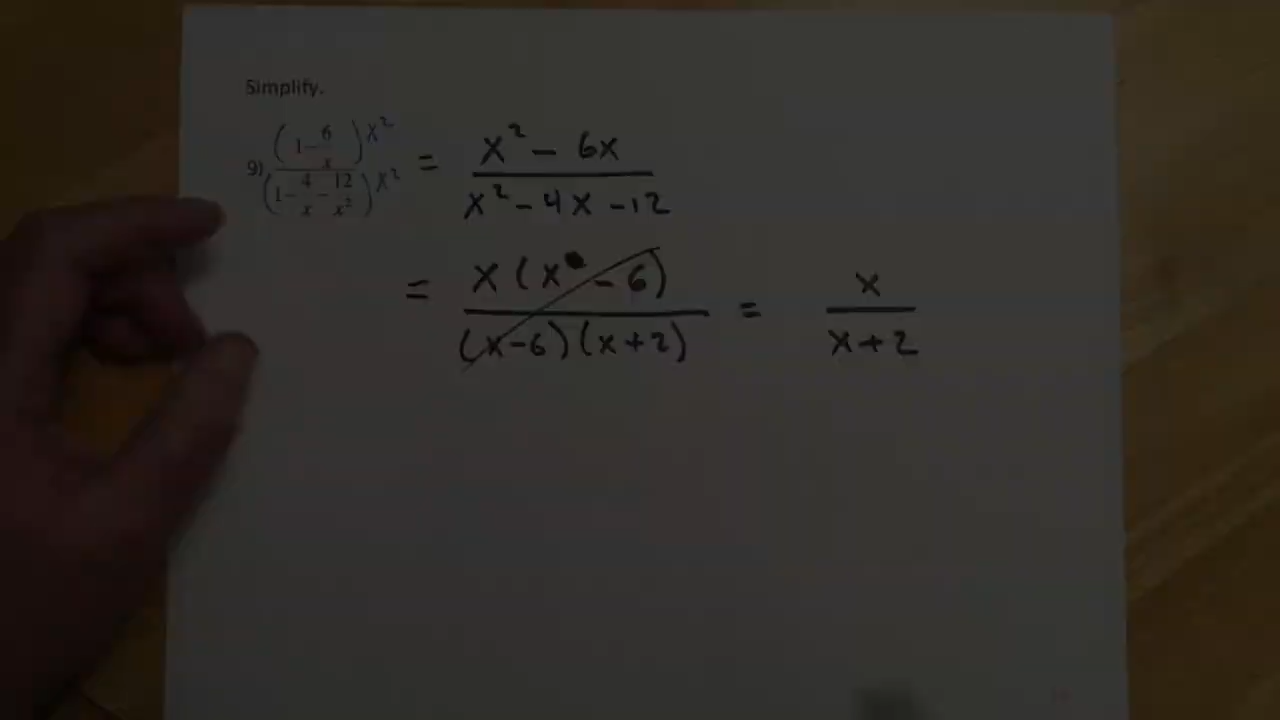 Simplify.
9) (1 - 6/x) x² / (1 - 4/x - 12/x²) x² = x² - 6x / x² - 4x - 12
= x(x - 6) / (x-6)(x+2) = x / x+2